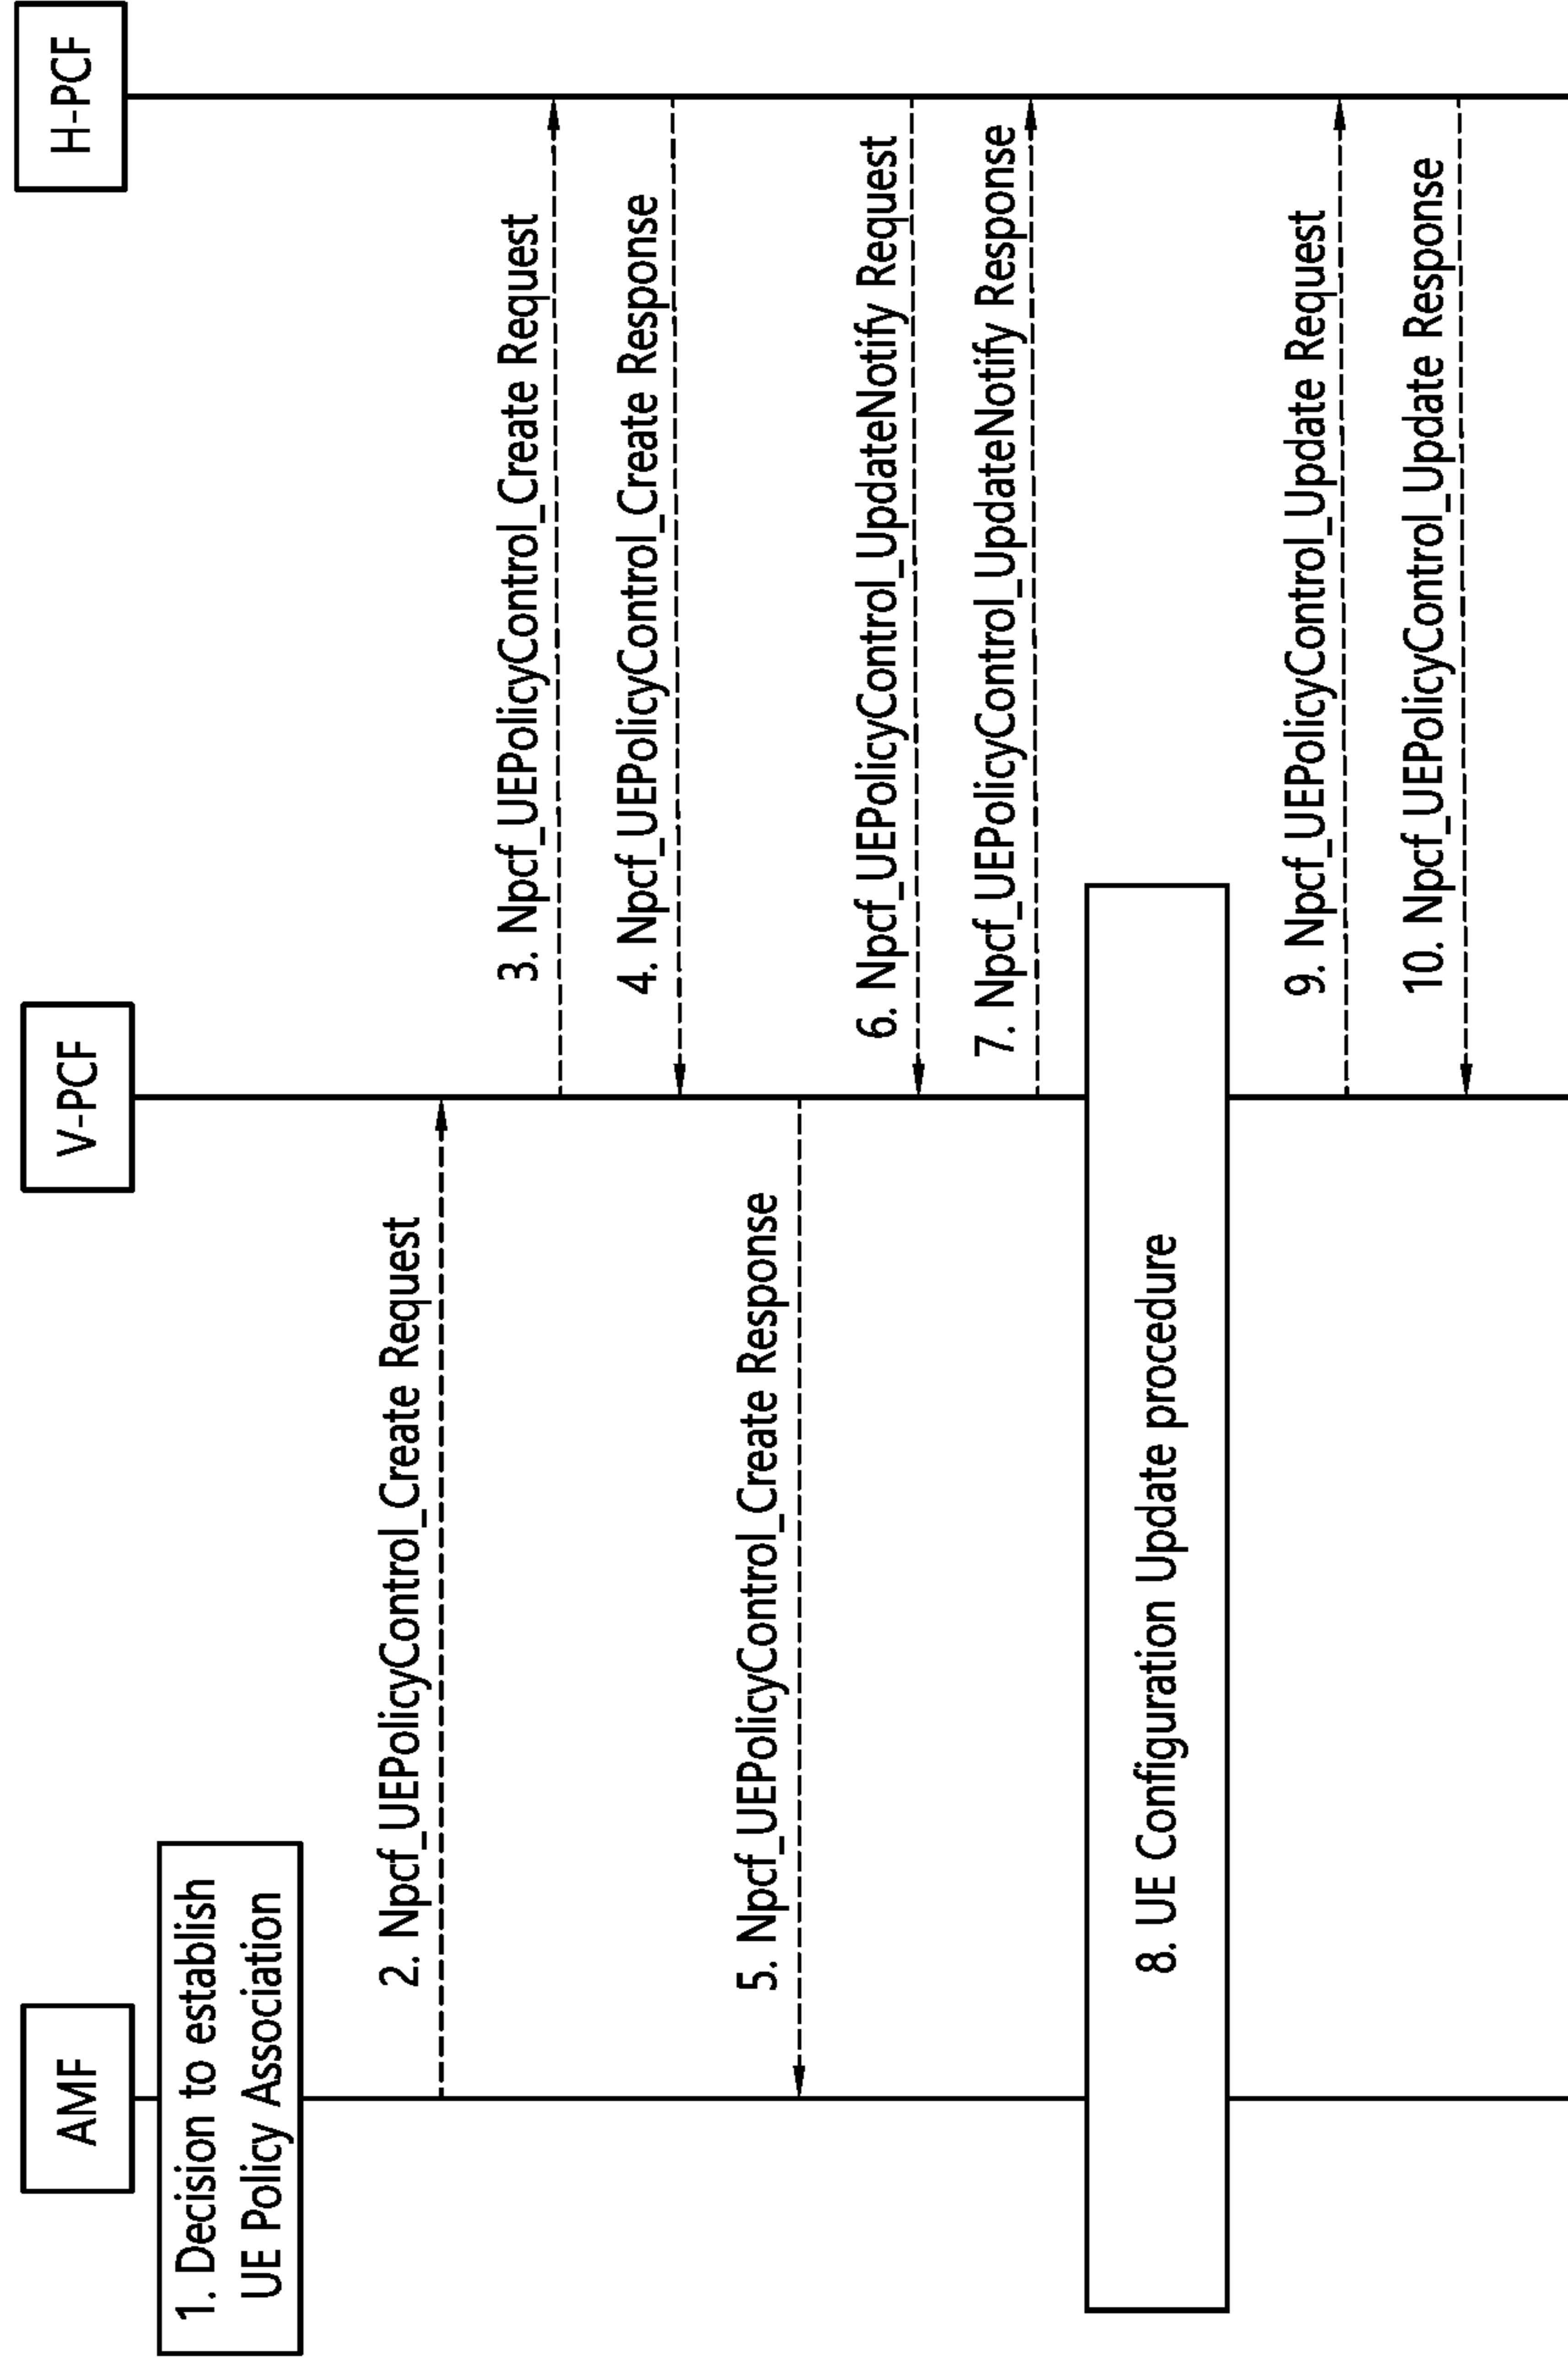 AMF
V-PCF
H-PCF
1. Decision to establish
UE Policy Association
2. Npcf_UEPolicyControl_Create Request
3. Npcf_UEPolicyControl_Create Request
4. Npcf_UEPolicyControl_Create Response
5. Npcf_UEPolicyControl_Create Response
6. Npcf_UEPolicyControl_UpdateNotify Request
7. Npcf_UEPolicyControl_UpdateNotify Response
8. UE Configuration Update procedure
9. Npcf_UEPolicyControl_Update Request
10. Npcf_UEPolicyControl_Update Response